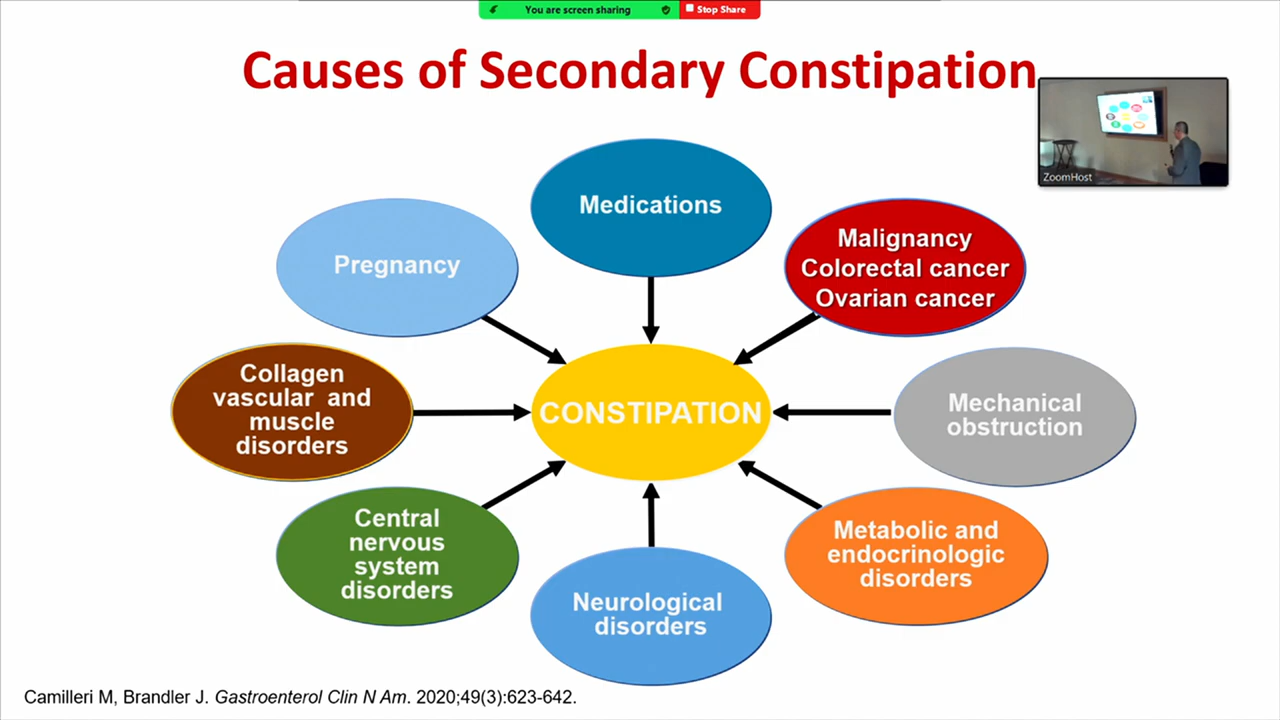 You are screen sharing
Stop Share
Causes of Secondary Constipation
ZoomHost
Medications
Pregnancy
Malignancy
Colorectal cancer
Ovarian cancer
Collagen
vascular and
muscle
disorders
CONSTIPATION
Mechanical
obstruction
Central
nervous
system
disorders
Neurological
disorders
Metabolic and
endocrinologic
disorders
Camilleri M, Brandler J. Gastroenterol Clin N Am. 2020;49(3):623-642.